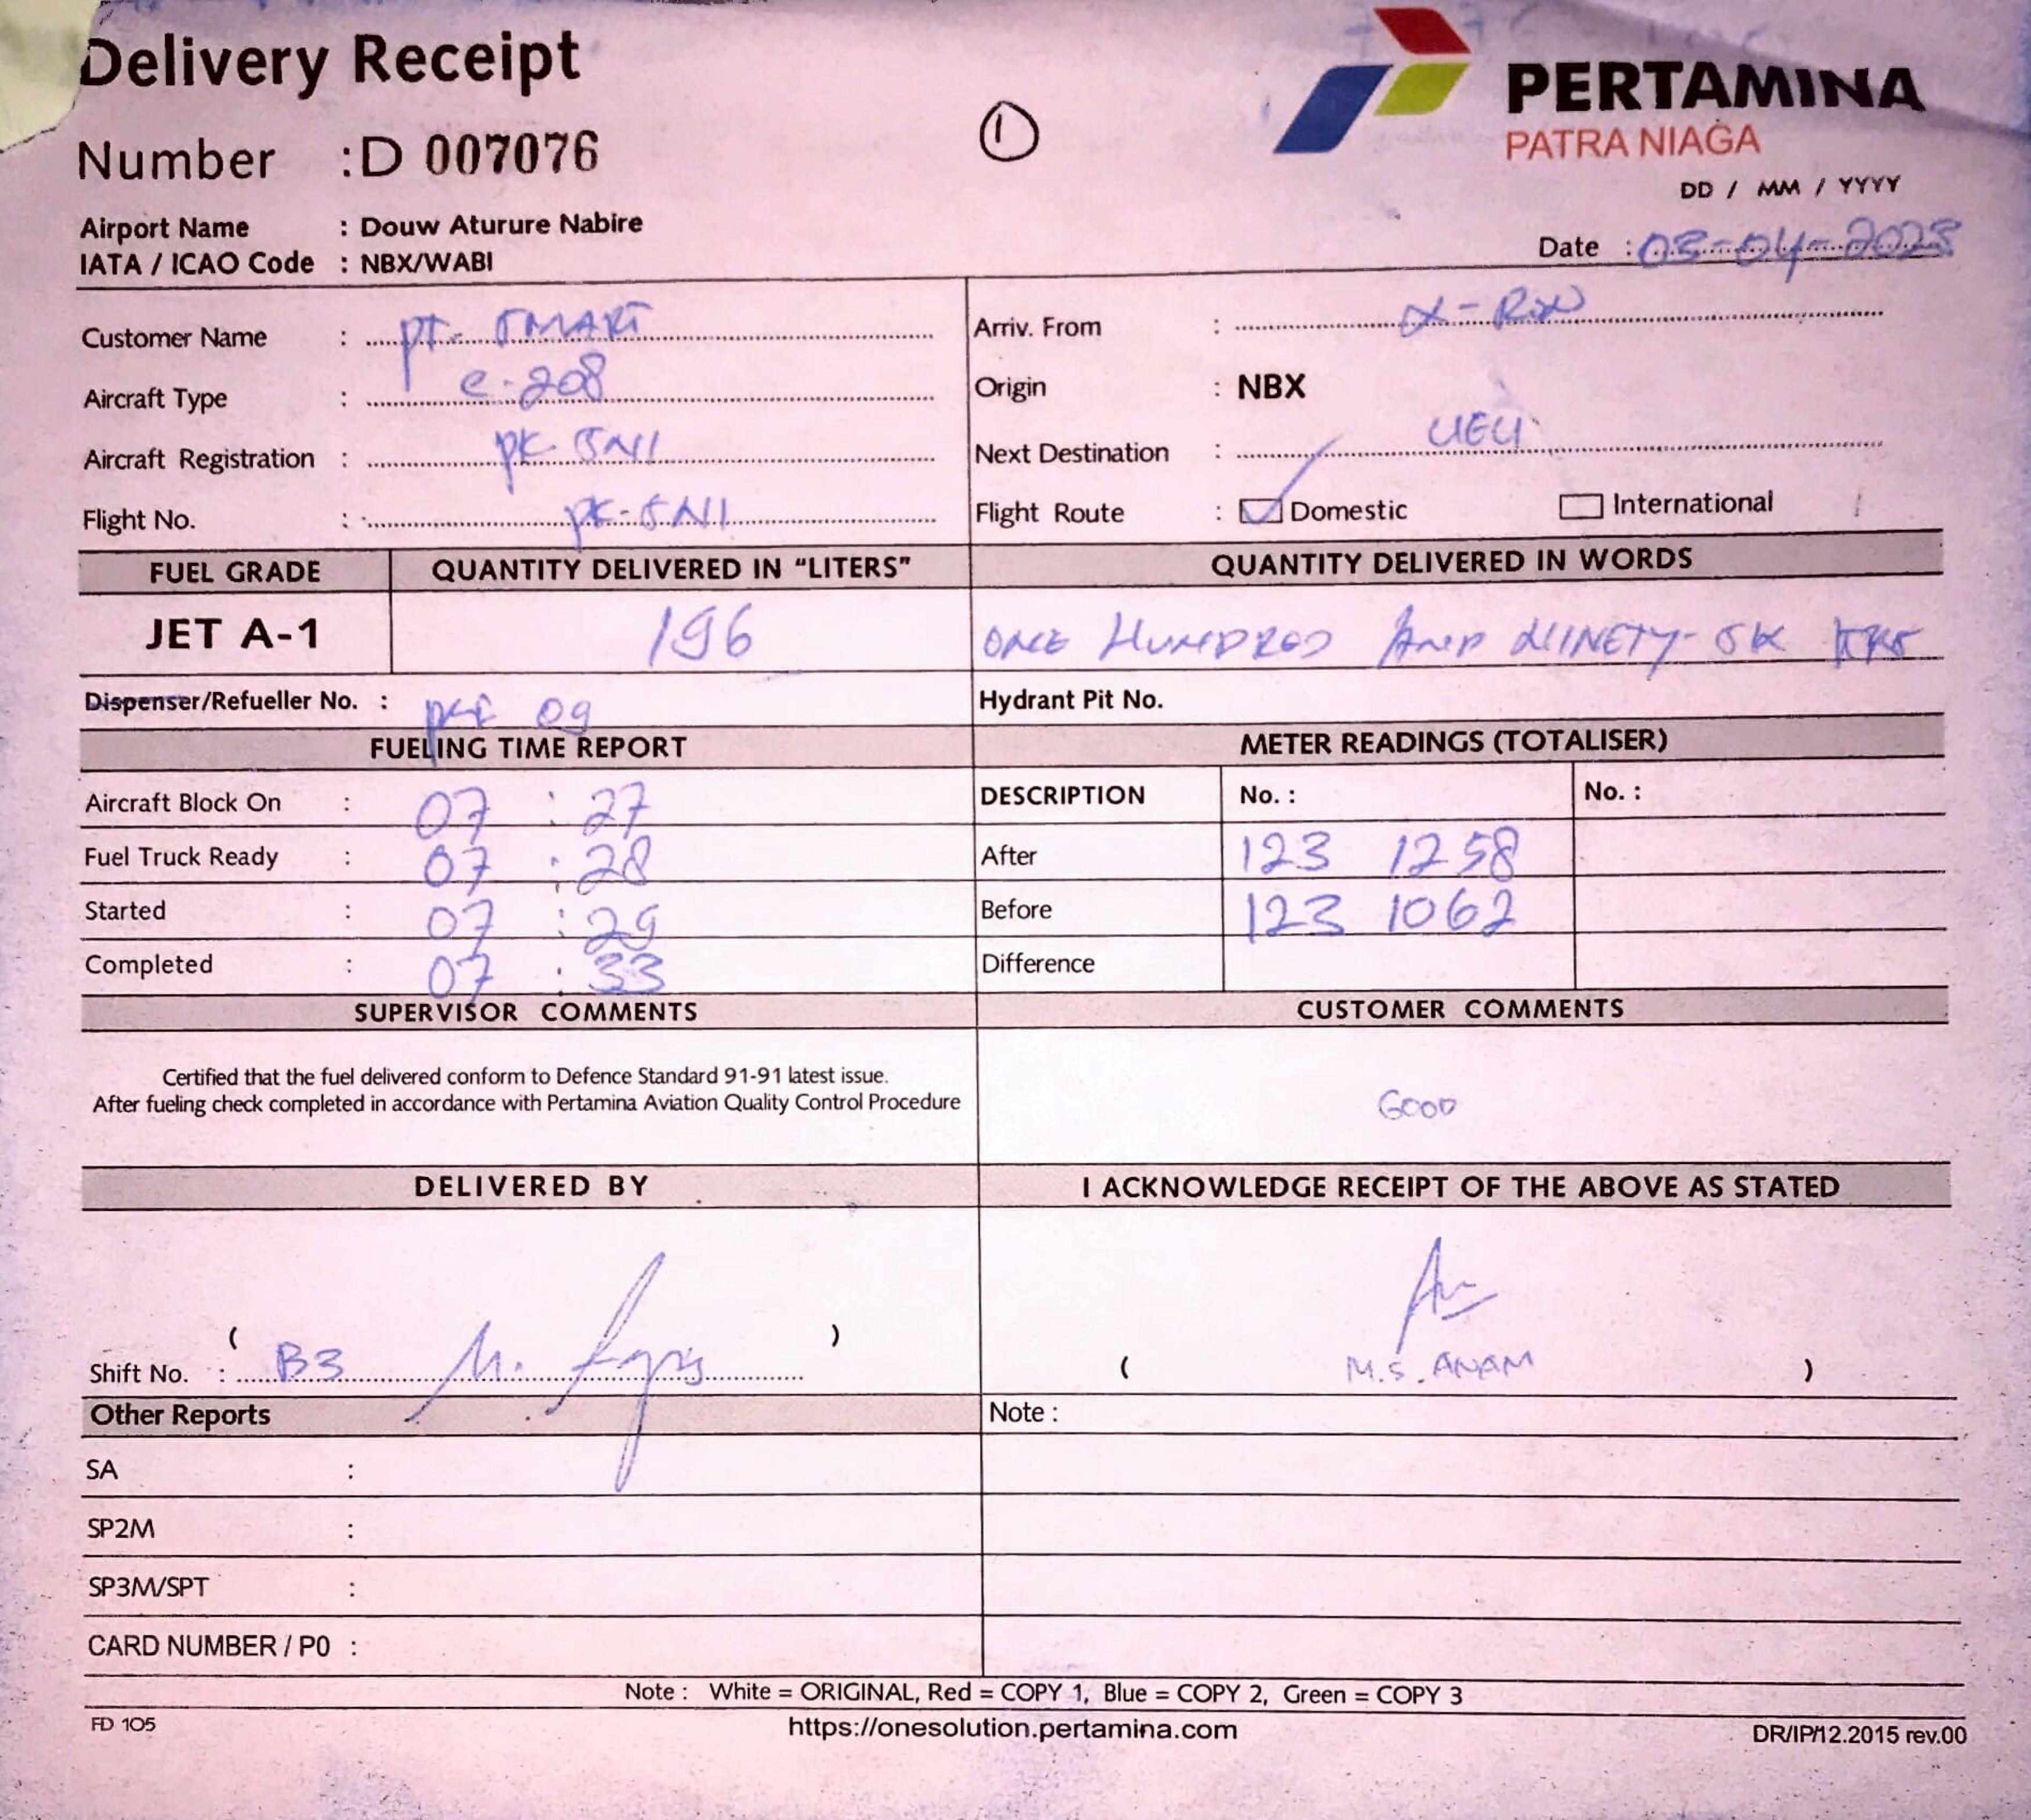 Delivery Receipt
PERTAMINA
PATRA NIAGA
Number : D 007076
1
DD / MM / YYYY
Airport Name : Douw Aturure Nabire
Date :
IATA / ICAO Code : NBX/WABI
Customer Name : PT. SMART
Arriv. From :
Aircraft Type : C-208
Origin : NBX
Aircraft Registration : PK-SNI
Next Destination :
Flight No. : PK-SNI
Flight Route : Domestic International
FUEL GRADE QUANTITY DELIVERED IN "LITERS" QUANTITY DELIVERED IN WORDS
JET A-1 196 ONE HUNDRED AND NINETY-SIX
Dispenser/Refueller No. : 09
Hydrant Pit No.
FUELING TIME REPORT METER READINGS (TOTALISER)
Aircraft Block On : 07 : 27
DESCRIPTION No. : No. :
Fuel Truck Ready : 07 : 28
After 123 1258
Started : 07 : 29
Before 123 1062
Completed : 07 : 33
Difference
SUPERVISOR COMMENTS CUSTOMER COMMENTS
Certified that the fuel delivered conform to Defence Standard 91-91 latest issue.
After fueling check completed in accordance with Pertamina Aviation Quality Control Procedure
GOOD
DELIVERED BY I ACKNOWLEDGE RECEIPT OF THE ABOVE AS STATED
( )
Shift No. : B3
( M.S. ANAM )
Other Reports Note :
SA :
SP2M :
SP3M/SPT :
CARD NUMBER / PO :
Note : White = ORIGINAL, Red = COPY 1, Blue = COPY 2, Green = COPY 3
FD 105 https://onesolution.pertamina.com DR/IP/12.2015 rev.00